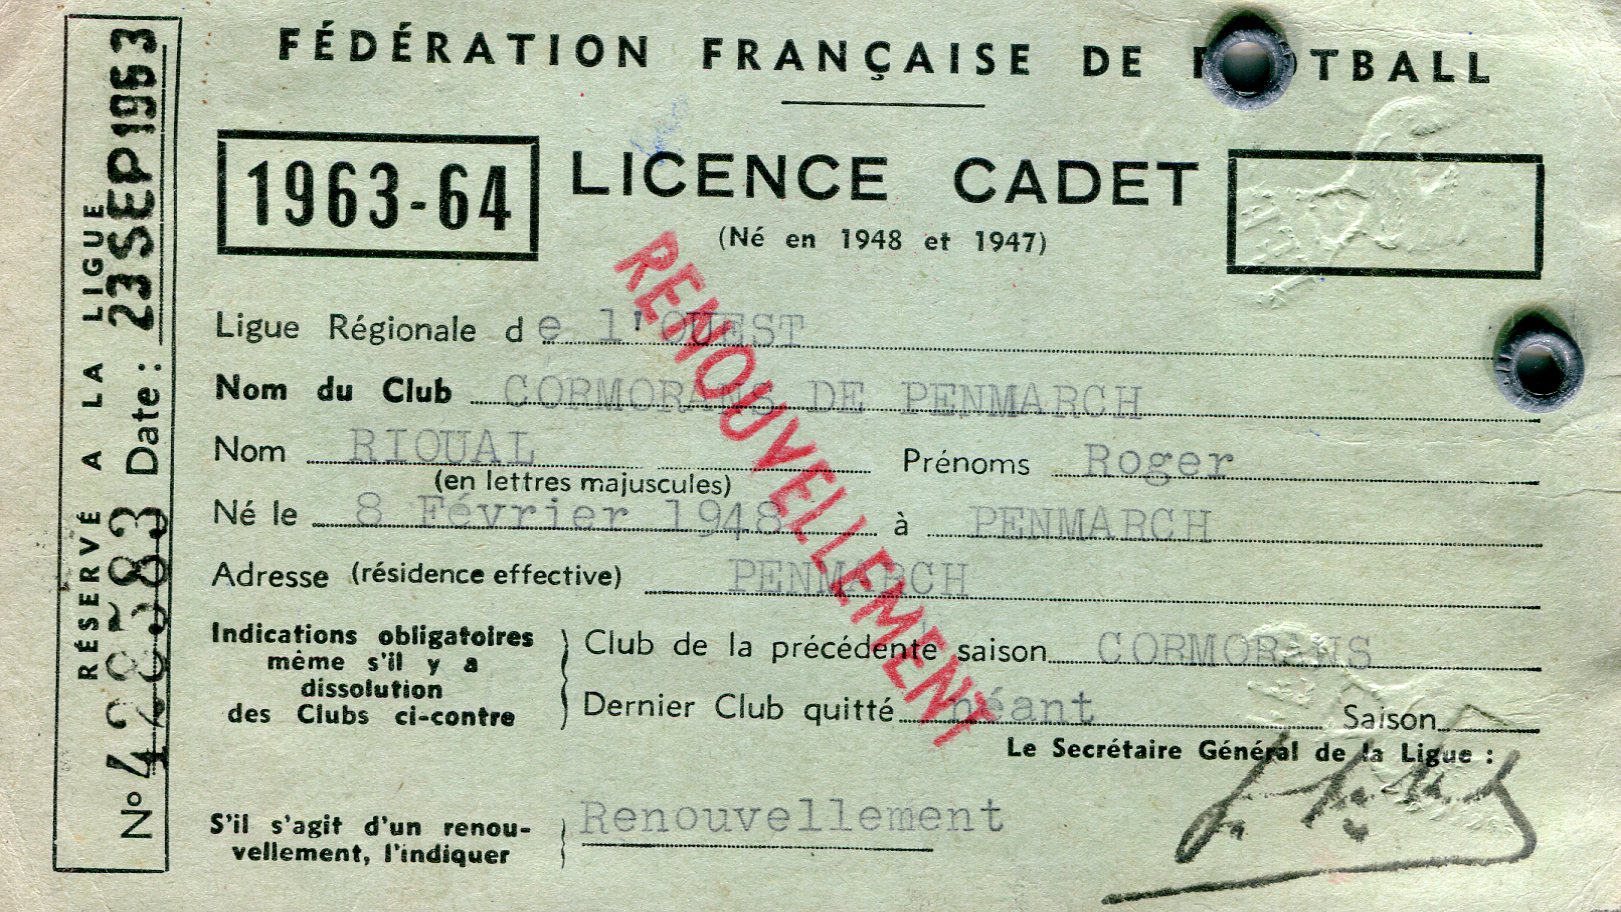 FÉDÉRATION FRANÇAISE DE F TBALL
1963-64
LICENCE CADET
(Né en 1948 et 1947)
Ligue Régionale de l'OUEST
Nom du Club CORMORANS DE PENMARCH
Nom RIOUAL Prénoms Roger
(en lettres majuscules)
Né le 8 Février 1948 à PENMARCH
Adresse (résidence effective) PENMARCH
Indications obligatoires
même s'il y a
dissolution
des Clubs ci-contre
Club de la précédente saison CORMORANS
Dernier Club quitté néant Saison
Le Secrétaire Général de la Ligue :
S'il s'agit d'un renou-
vellement, l'indiquer
Renouvellement
RENOUVELLEMENT
RÉSERVÉ A LA LIGUE
N° 428383 Date : 23 SEP 1963